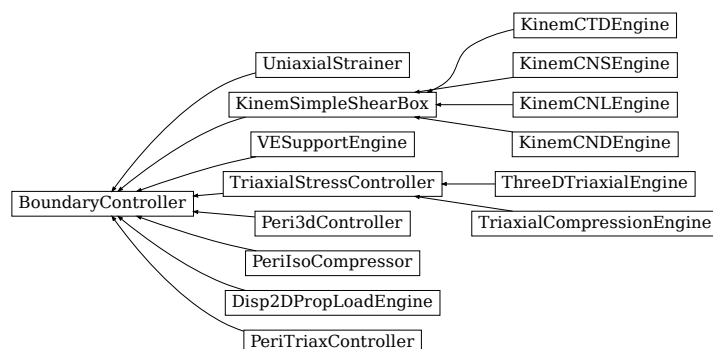 KinemCTDEngine
UniaxialStrainer
KinemCNSEngine
KinemSimpleShearBox
KinemCNLEngine
VESupportEngine
KinemCNDEngine
TriaxialStressController
ThreeDTriaxialEngine
BoundaryController
Peri3dController
TriaxialCompressionEngine
PeriIsoCompressor
Disp2DPropLoadEngine
PeriTriaxController